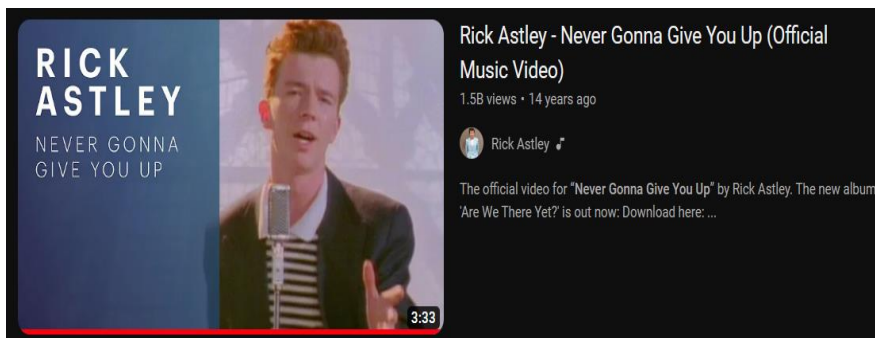 RICK
ASTLEY
NEVER GONNA
GIVE YOU UP
3:33
Rick Astley - Never Gonna Give You Up (Official
Music Video)
1.5B views • 14 years ago
Rick Astley
The official video for “Never Gonna Give You Up” by Rick Astley. The new album
'Are We There Yet?' is out now: Download here: ...